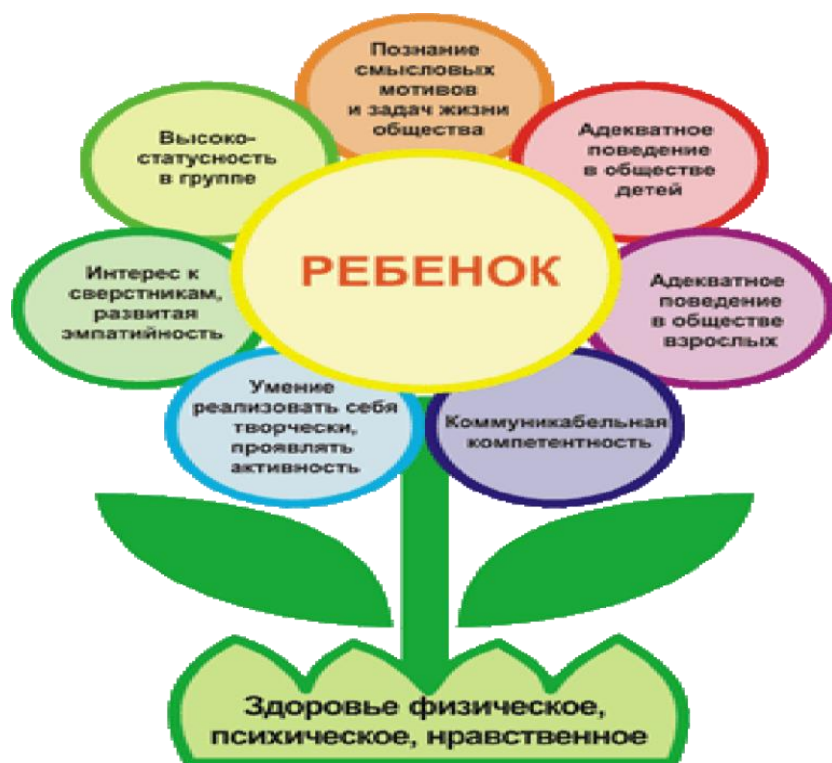 Познание
смысловых
мотивов
и задач жизни
общества
Высоко-
статусность
в группе
Адекватное
поведение
в обществе
детей
РЕБЕНОК
Интерес к
сверстникам,
развитая
эмпатийность
Адекватное
поведение
в обществе
взрослых
Умение
реализовать себя
творчески,
проявлять
активность
Коммуникабельная
компетентность
Здоровье физическое,
психическое, нравственное